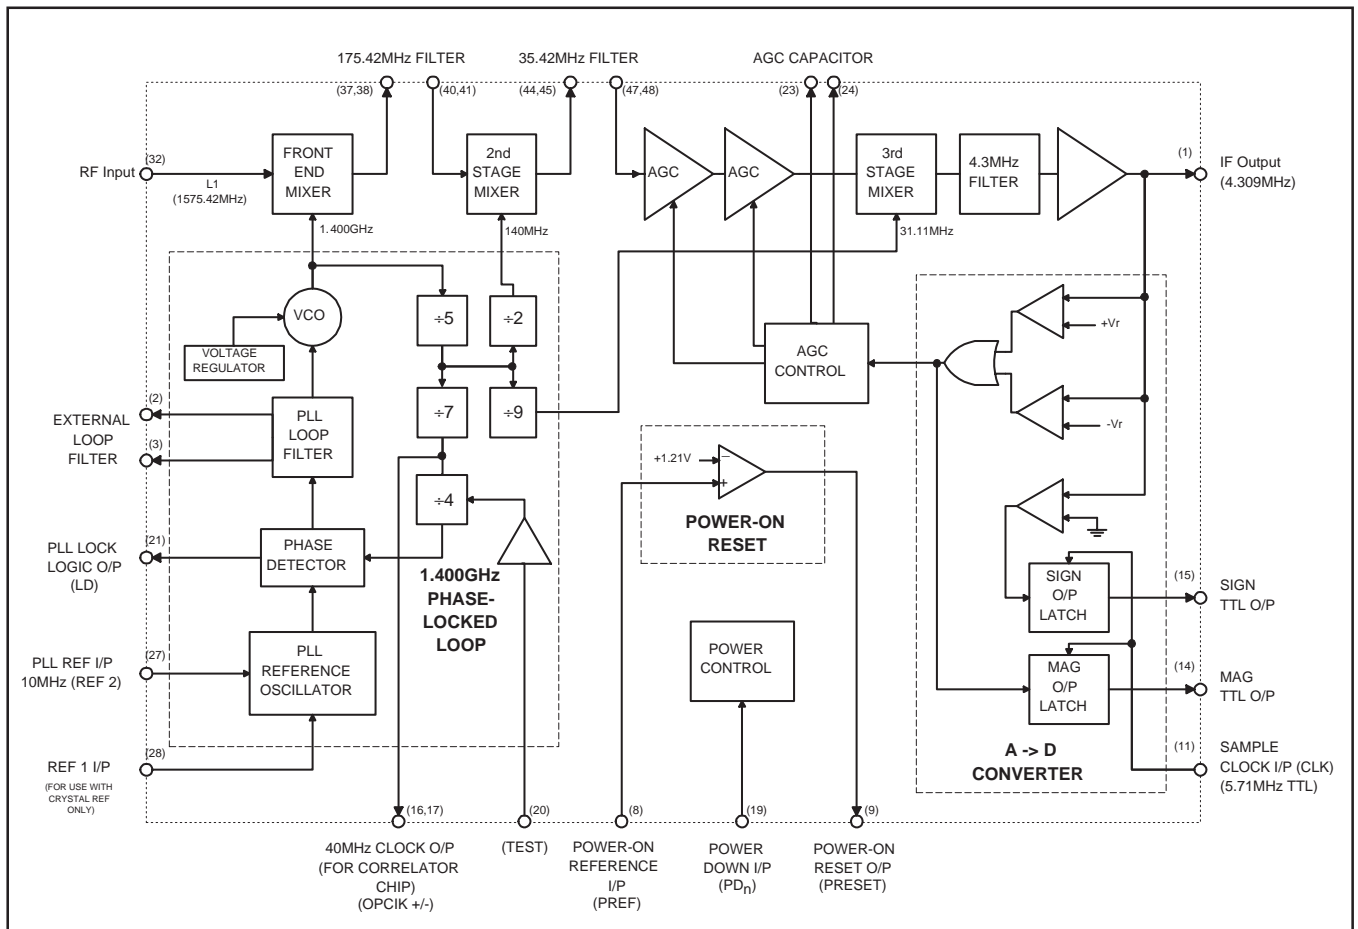 175.42MHz FILTER
35.42MHz FILTER
AGC CAPACITOR
(37,38)
(40,41)
(44,45)
(47,48)
(23)
(24)
RF Input
(32)
L1
(1575.42MHz)
FRONT
END
MIXER
2nd
STAGE
MIXER
AGC
AGC
3rd
STAGE
MIXER
4.3MHz
FILTER
(1)
IF Output
(4.309MHz)
1.400GHz
140MHz
31.11MHz
VCO
÷5
÷2
VOLTAGE
REGULATOR
AGC
CONTROL
+Vr
-Vr
÷7
÷9
EXTERNAL
LOOP
FILTER
(2)
(3)
PLL
LOOP
FILTER
+1.21V
−
+
POWER-ON
RESET
÷4
PLL LOCK
LOGIC O/P
(LD)
(21)
PHASE
DETECTOR
1.400GHz
PHASE-
LOCKED
LOOP
SIGN
O/P
LATCH
(15)
SIGN
TTL O/P
PLL REF I/P
10MHz (REF 2)
(27)
PLL
REFERENCE
OSCILLATOR
POWER
CONTROL
MAG
O/P
LATCH
(14)
MAG
TTL O/P
REF 1 I/P
(FOR USE WITH
CRYSTAL REF
ONLY)
(28)
A -> D
CONVERTER
(11)
SAMPLE
CLOCK I/P (CLK)
(5.71MHz TTL)
(16,17)
(20)
(8)
(19)
(9)
40MHz CLOCK O/P
(FOR CORRELATOR
CHIP)
(OPCIK +/-)
(TEST)
POWER-ON
REFERENCE
I/P
(PREF)
POWER
DOWN I/P
(PDn)
POWER-ON
RESET O/P
(PRESET)